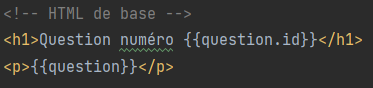 <!-- HTML de base -->
<h1>Question numéro {{question.id}}</h1>
<p>{{question}}</p>